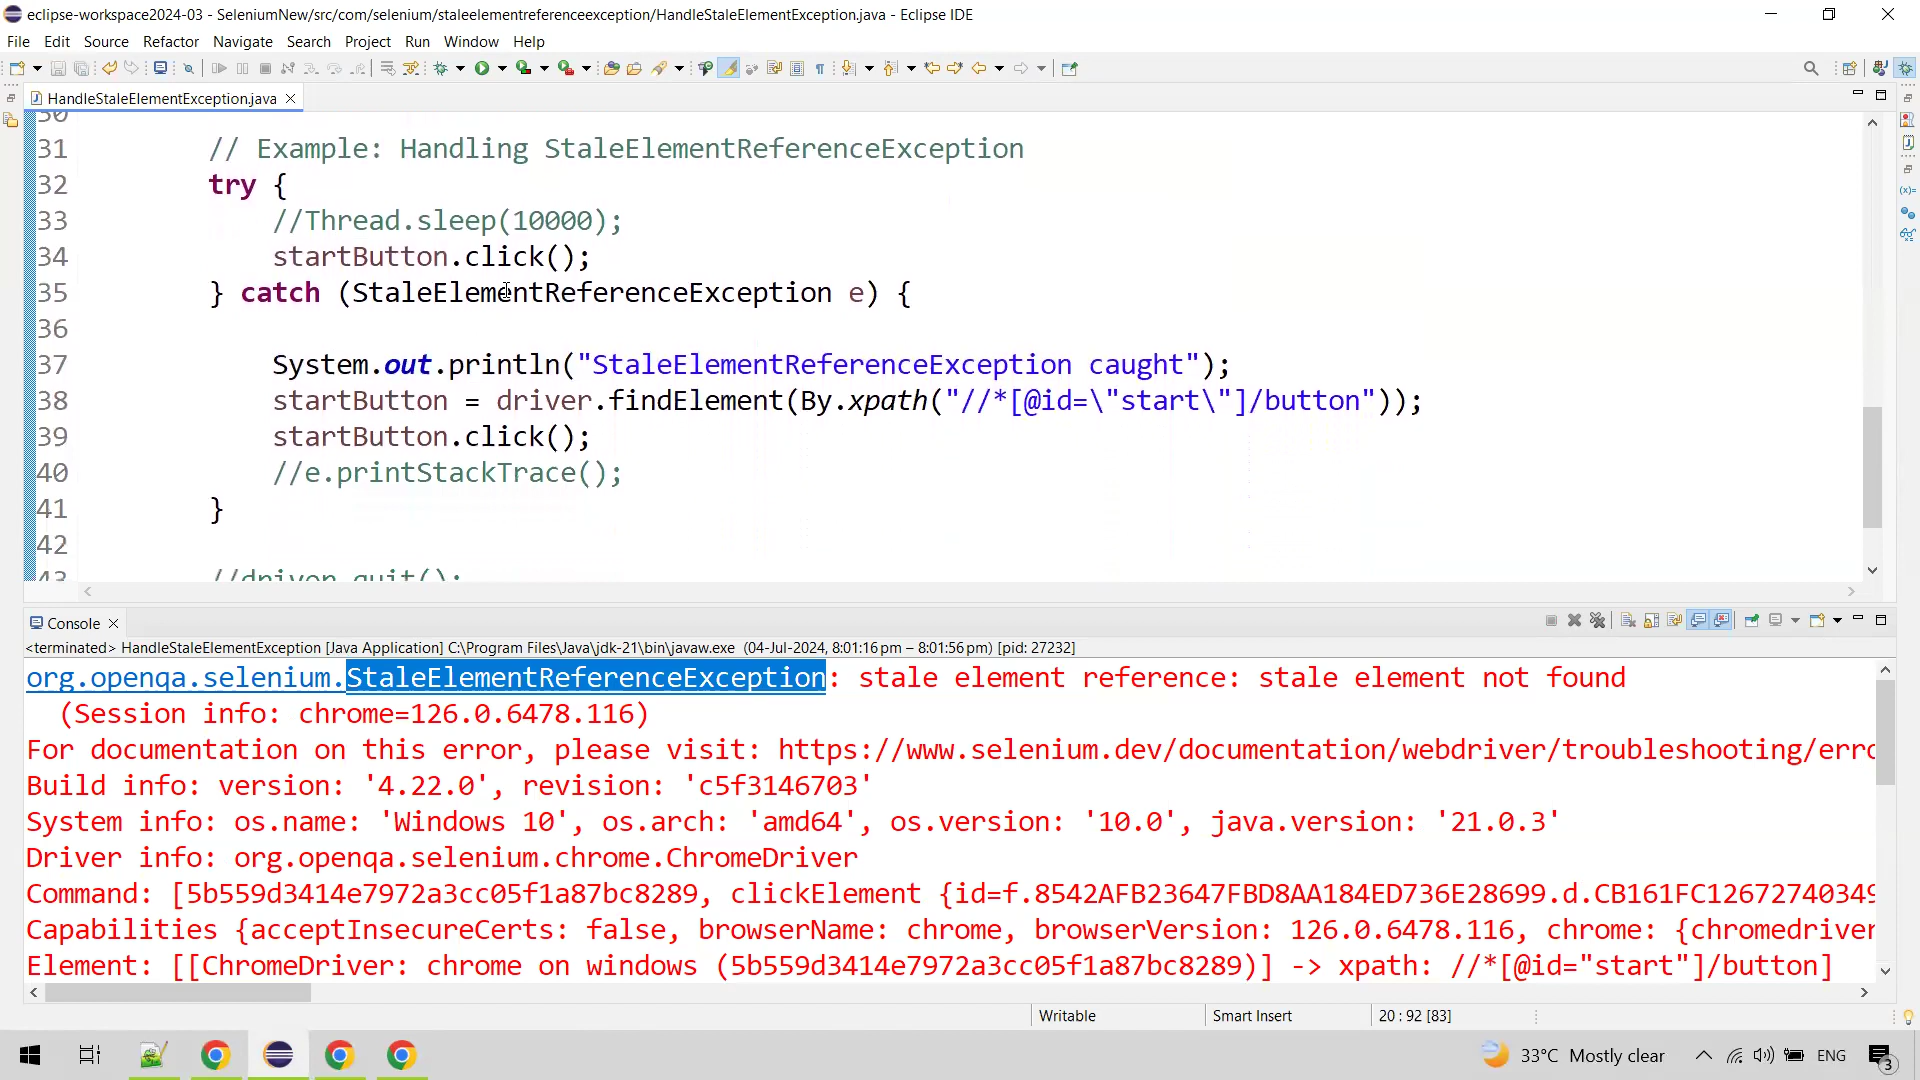 eclipse-workspace2024-03 - SeleniumNew/src/com/selenium/staleelementreferenceexception/HandleStaleElementException.java - Eclipse IDE
File Edit Source Refactor Navigate Search Project Run Window Help
HandleStaleElementException.java
30
31 // Example: Handling StaleElementReferenceException
32 try {
33 //Thread.sleep(10000);
34 startButton.click();
35 } catch (StaleElementReferenceException e) {
36
37 System.out.println("StaleElementReferenceException caught");
38 startButton = driver.findElement(By.xpath("//*[@id=\"start\"]/button"));
39 startButton.click();
40 //e.printStackTrace();
41 }
42
43 //driver.quit();
Console
<terminated> HandleStaleElementException [Java Application] C:\Program Files\Java\jdk-21\bin\javaw.exe (04-Jul-2024, 8:01:16 pm – 8:01:56 pm) [pid: 27232]
org.openqa.selenium.StaleElementReferenceException: stale element reference: stale element not found
(Session info: chrome=126.0.6478.116)
For documentation on this error, please visit: https://www.selenium.dev/documentation/webdriver/troubleshooting/erro
Build info: version: '4.22.0', revision: 'c5f3146703'
System info: os.name: 'Windows 10', os.arch: 'amd64', os.version: '10.0', java.version: '21.0.3'
Driver info: org.openqa.selenium.chrome.ChromeDriver
Command: [5b559d3414e7972a3cc05f1a87bc8289, clickElement {id=f.8542AFB23647FBD8AA184ED736E28699.d.CB161FC12672740349
Capabilities {acceptInsecureCerts: false, browserName: chrome, browserVersion: 126.0.6478.116, chrome: {chromedriver
Element: [[ChromeDriver: chrome on windows (5b559d3414e7972a3cc05f1a87bc8289)] -> xpath: //*[@id="start"]/button]
Writable Smart Insert 20 : 92 [83]
33°C Mostly clear ENG 3